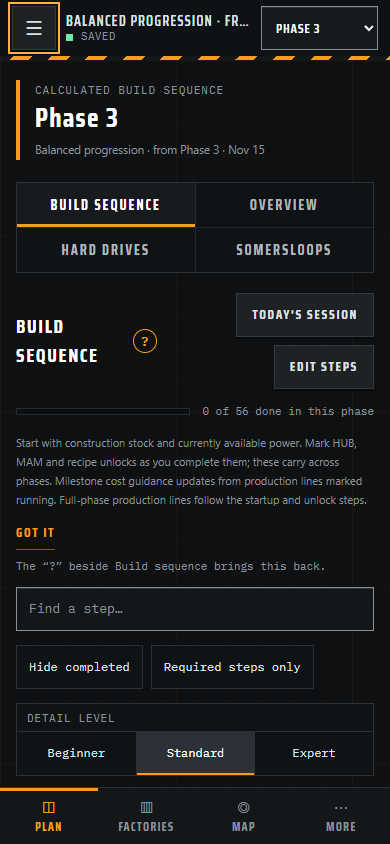 BALANCED PROGRESSION · FR...
SAVED
PHASE 3
CALCULATED BUILD SEQUENCE
Phase 3
Balanced progression · from Phase 3 · Nov 15
BUILD SEQUENCE
OVERVIEW
HARD DRIVES
SOMERSLOOPS
BUILD
SEQUENCE
?
TODAY'S SESSION
EDIT STEPS
0 of 56 done in this phase
Start with construction stock and currently available power. Mark HUB,
MAM and recipe unlocks as you complete them; these carry across
phases. Milestone cost guidance updates from production lines marked
running. Full-phase production lines follow the startup and unlock steps.
GOT IT
The “?” beside Build sequence brings this back.
Find a step…
Hide completed
Required steps only
DETAIL LEVEL
Beginner
Standard
Expert
PLAN
FACTORIES
MAP
MORE